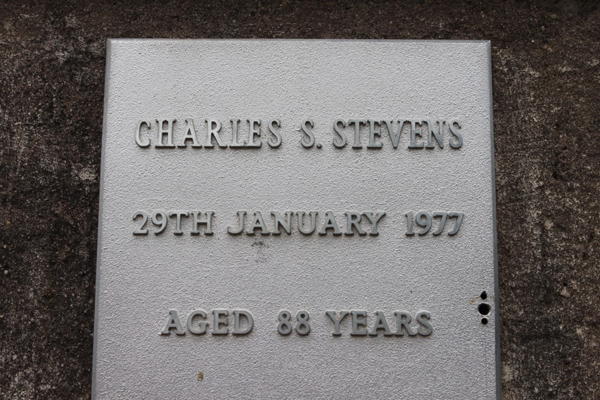 CHARLES S. STEVENS
29TH JANUARY 1977
AGED 88 YEARS